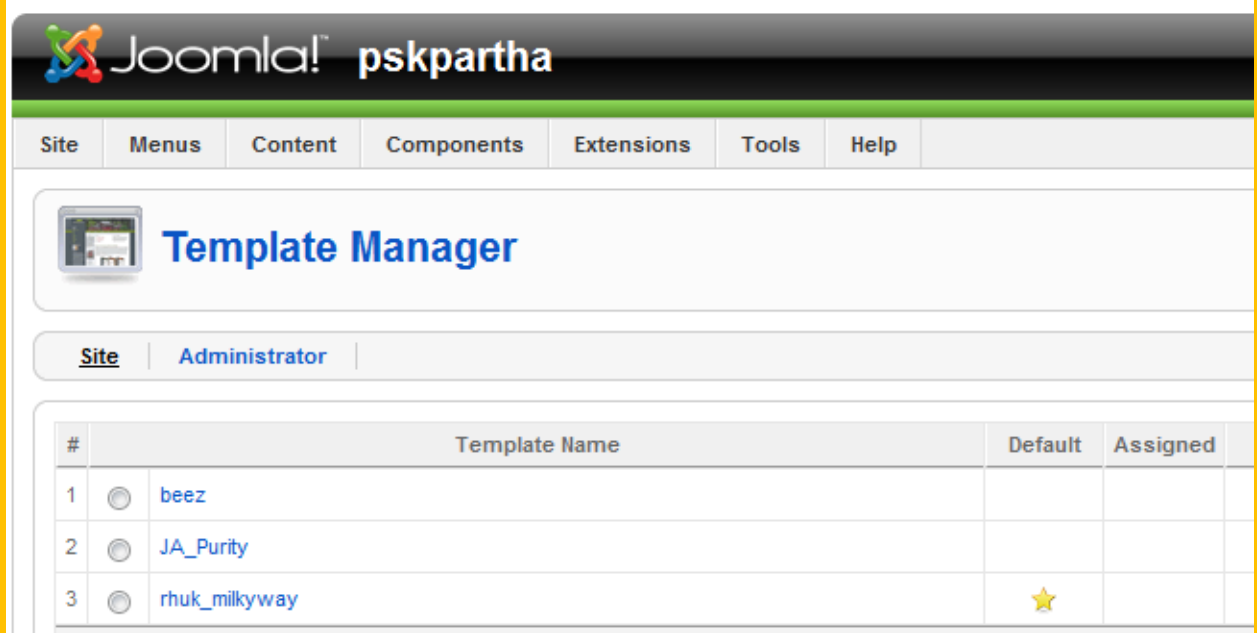 Joomla!™ pskpartha
Site Menus Content Components Extensions Tools Help
Template Manager
Site Administrator
# Template Name Default Assigned
1 beez
2 JA_Purity
3 rhuk_milkyway